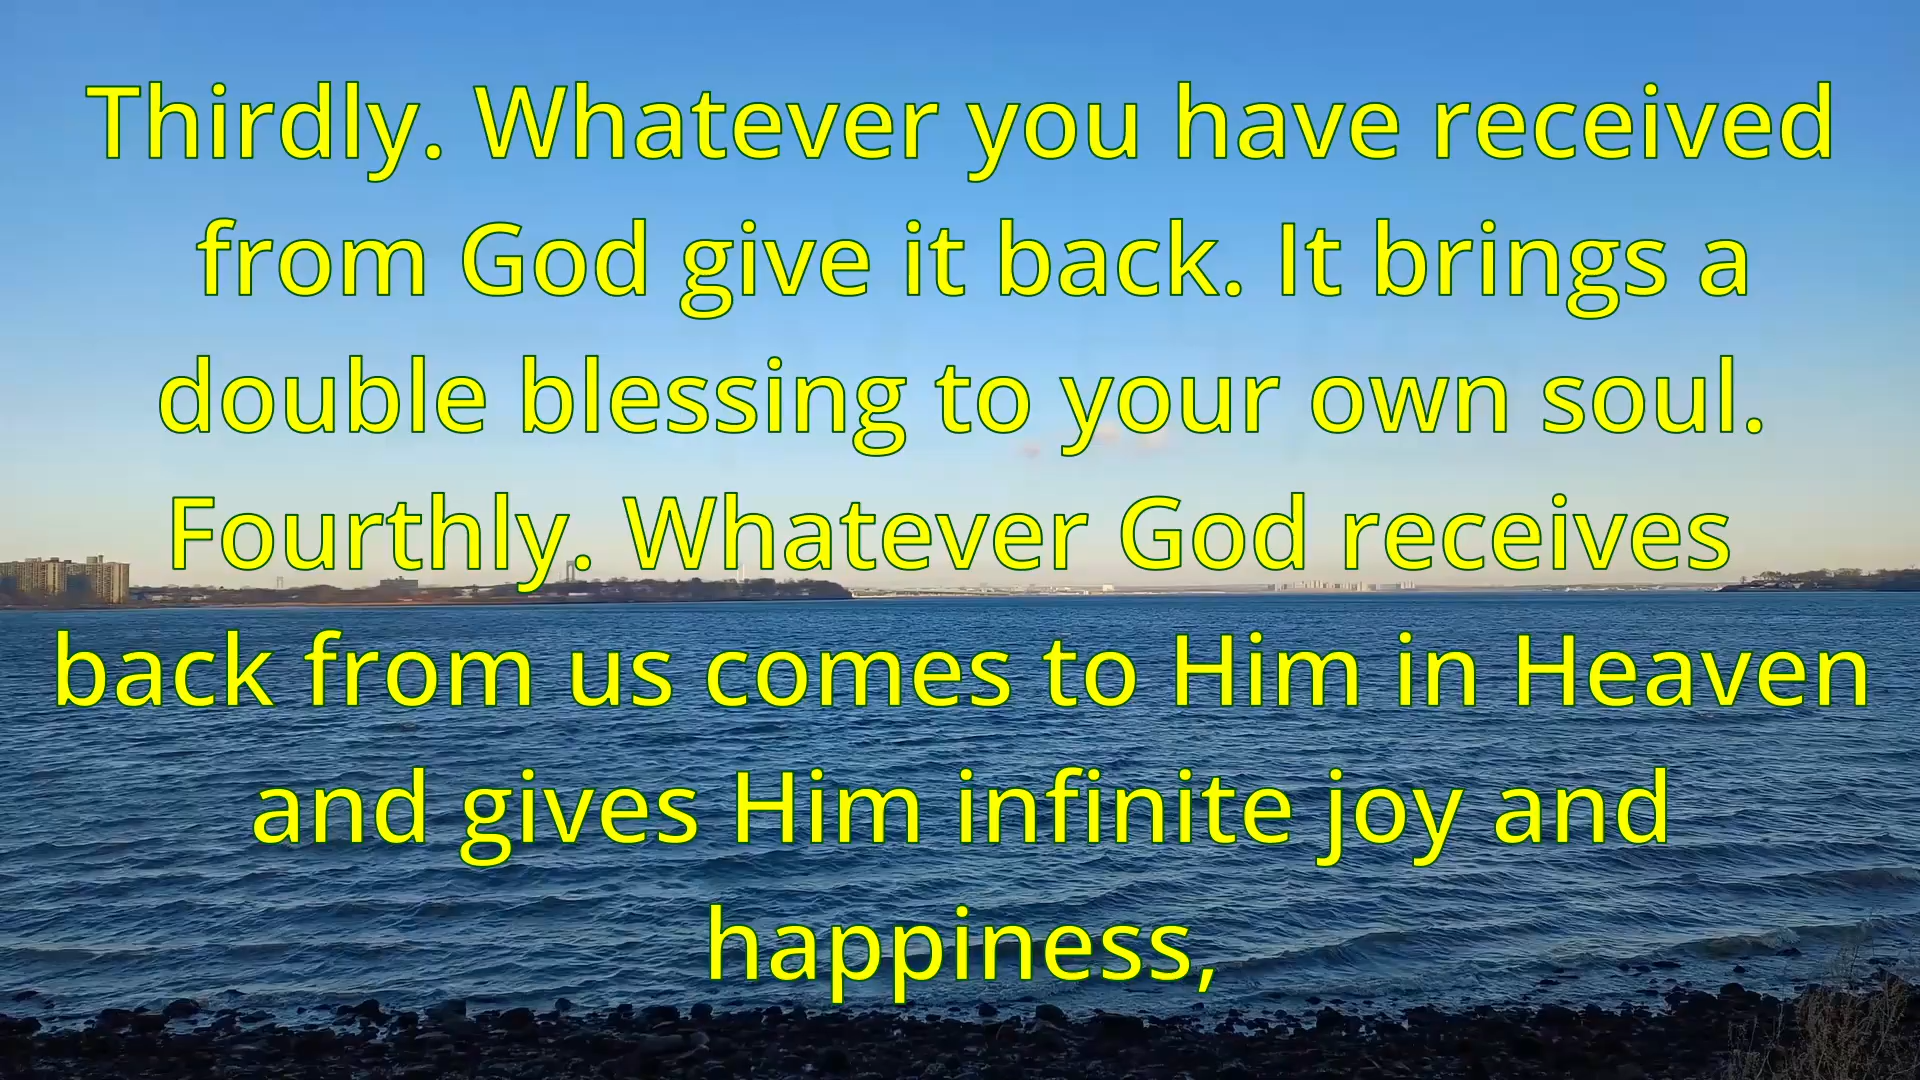 Thirdly. Whatever you have received
from God give it back. It brings a
double blessing to your own soul.
Fourthly. Whatever God receives
back from us comes to Him in Heaven
and gives Him infinite joy and
happiness,